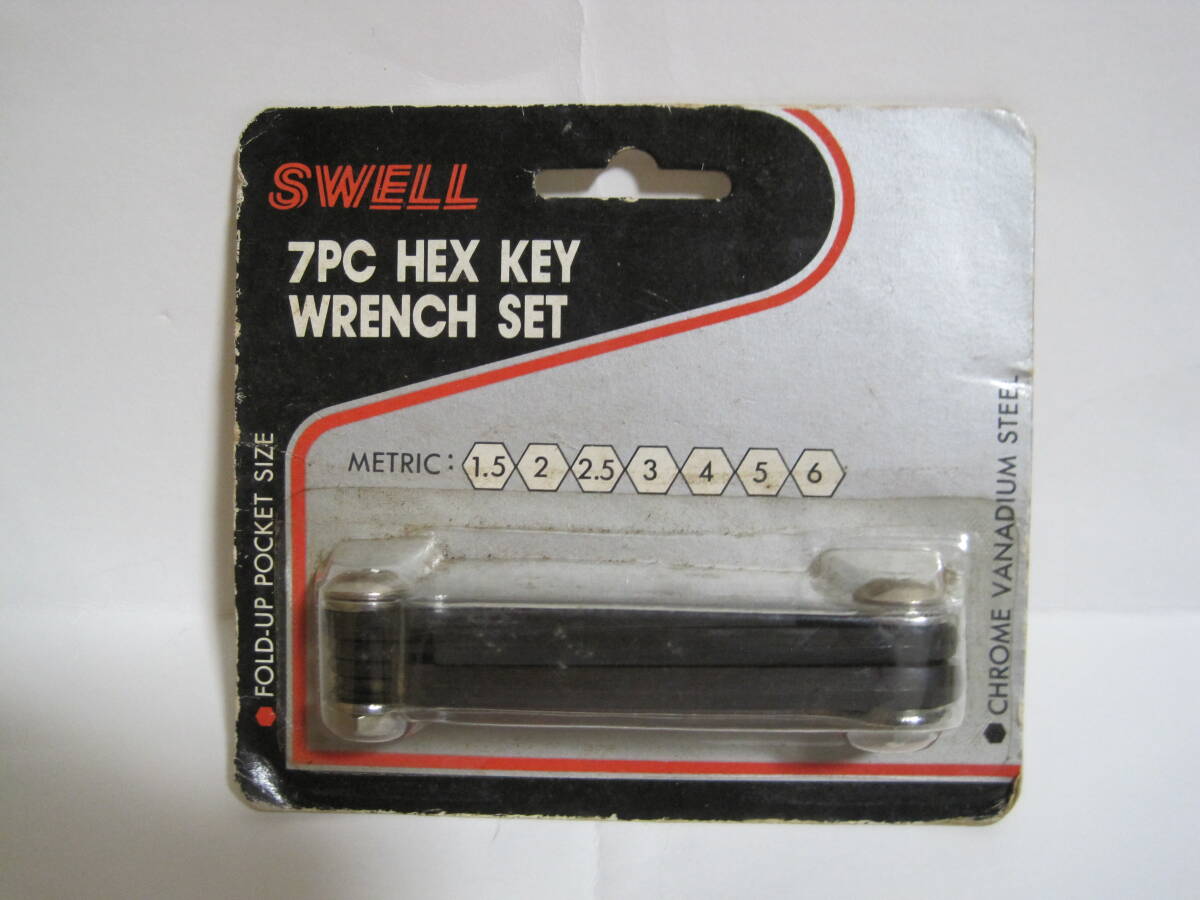 SWELL
7PC HEX KEY
WRENCH SET
METRIC: 1.5 2 2.5 3 4 5 6
FOLD-UP POCKET SIZE
CHROME VANADIUM STEEL